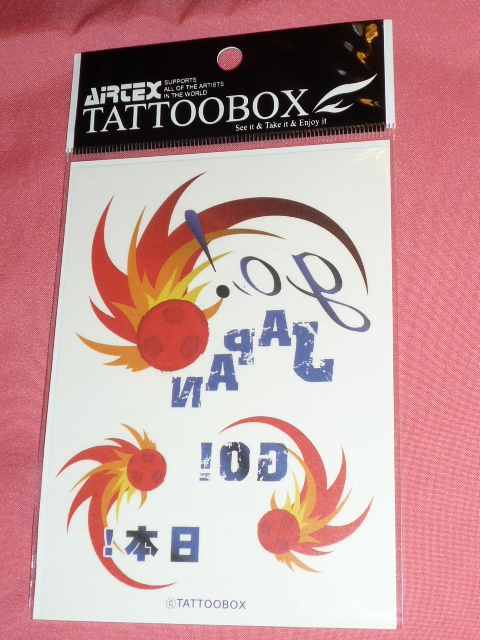 AIRTEX
SUPPORTS
ALL OF THE ARTISTS
IN THE WORLD
TATTOOBOX
See it & Take it & Enjoy it
go!
JAPAN
GO!
日本!
©TATTOOBOX